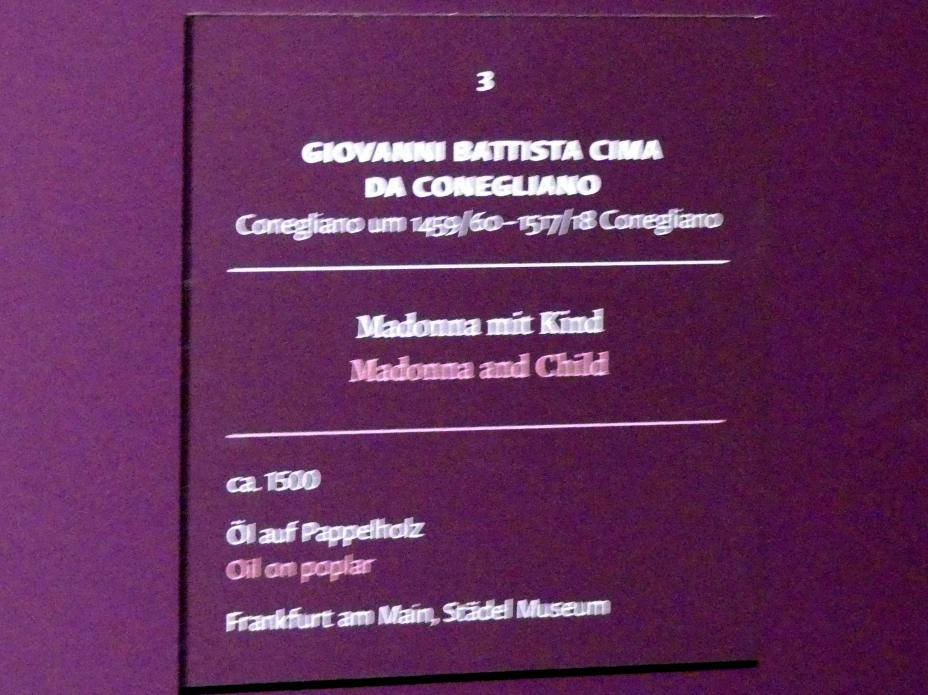 3
GIOVANNI BATTISTA CIMA
DA CONEGLIANO
Conegliano um 1459/60–1517/18 Conegliano
Madonna mit Kind
Madonna and Child
ca. 1500
Öl auf Pappelholz
Oil on poplar
Frankfurt am Main, Städel Museum